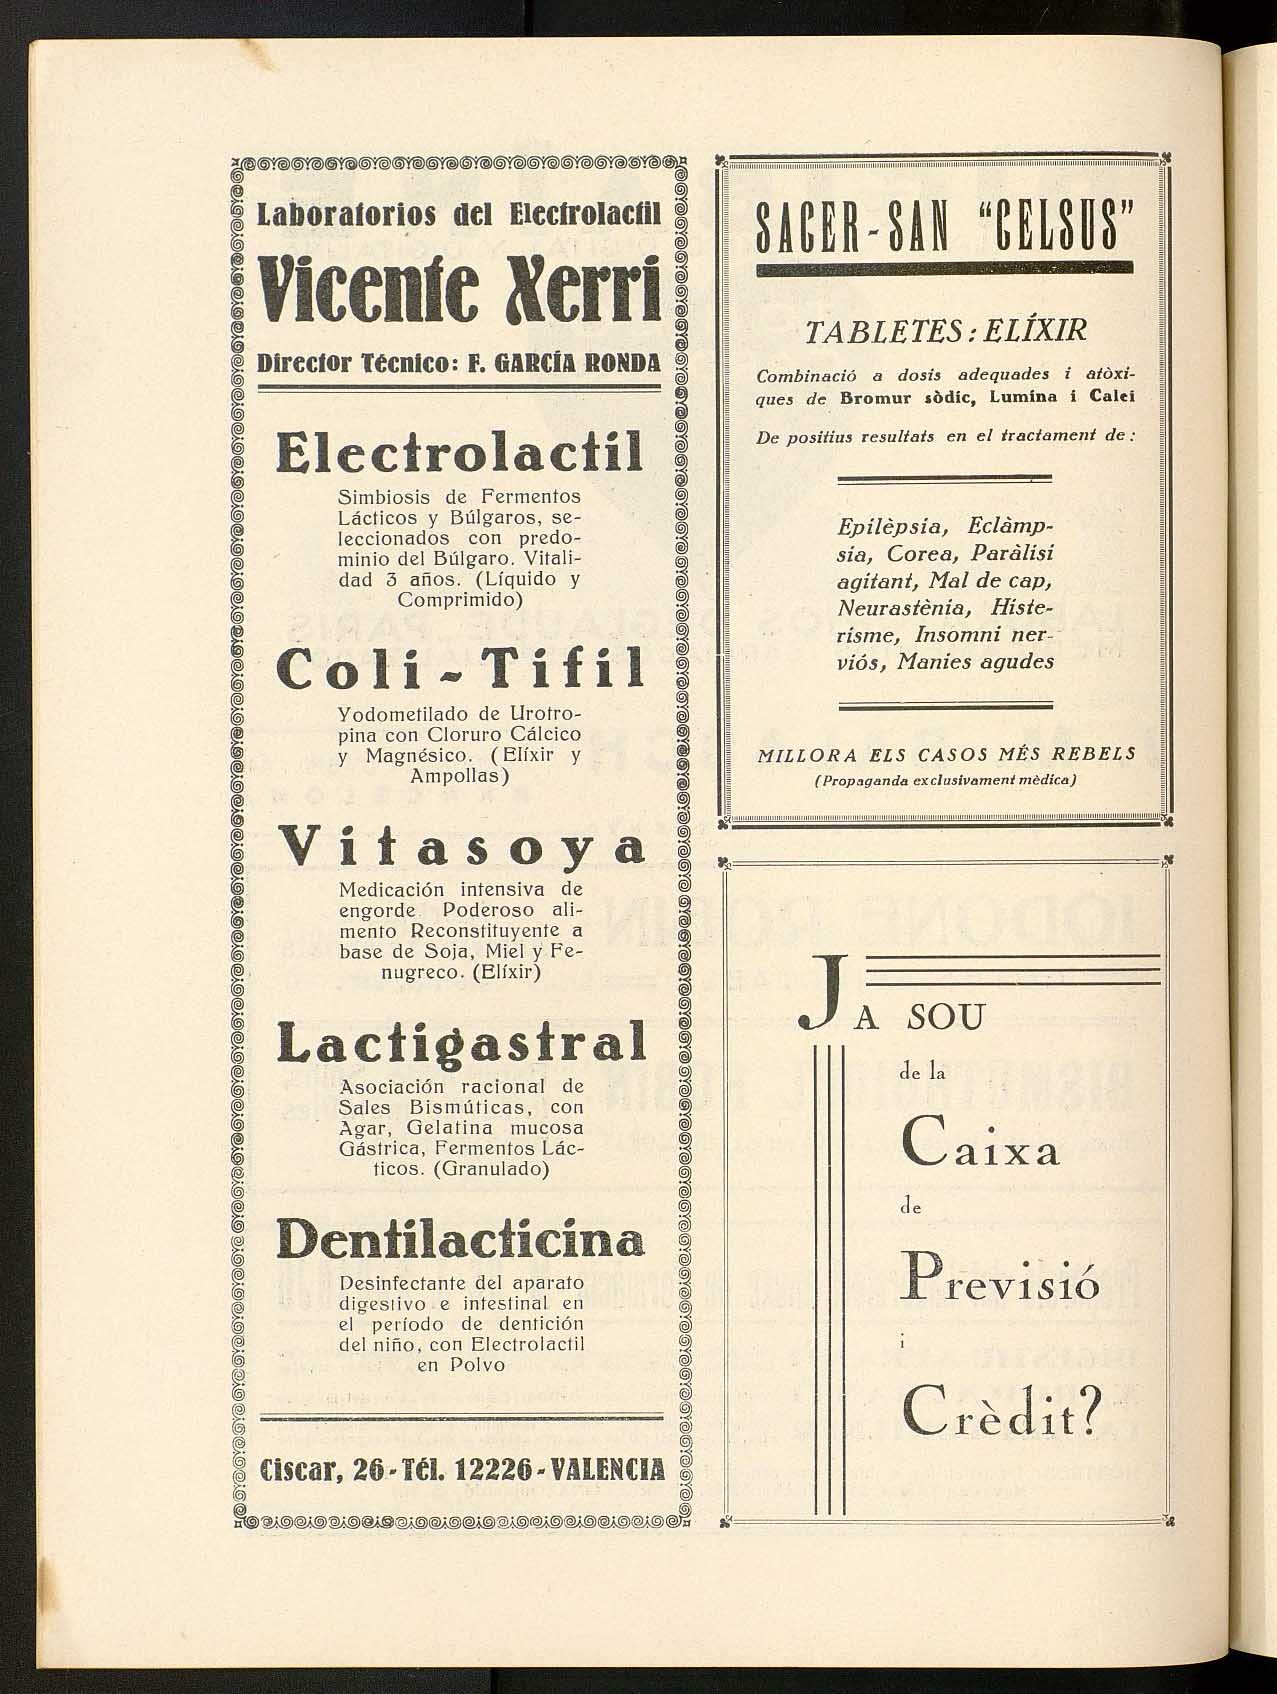 Laboratorios del Electrolactil
Vicente Xerri
Director Técnico: F. GARCÍA RONDA
Electrolactil
Simbiosis de Fermentos
Lácticos y Búlgaros, se-
leccionados con predo-
minio del Búlgaro. Vitali-
dad 3 años. (Líquido y
Comprimido)
Coli-Tifil
Yodometilado de Urotro-
pina con Cloruro Cálcico
y Magnésico. (Elíxir y
Ampollas)
Vitasoya
Medicación intensiva de
engorde Poderoso ali-
mento Reconstituyente a
base de Soja, Miel y Fe-
nugreco. (Elíxir)
Lactigastral
Asociación racional de
Sales Bismúticas, con
Agar, Gelatina mucosa
Gástrica, Fermentos Lác-
ticos. (Granulado)
Dentilacticina
Desinfectante del aparato
digestivo e intestinal en
el período de dentición
del niño, con Electrolactil
en Polvo
Ciscar, 26-Tél. 12226-VALENCIA
SACER-SAN "CELSUS"
TABLETES: ELÍXIR
Combinació a dosis adequades i atòxi-
ques de Bromur sòdic, Lumina i Calci
De positius resultats en el tractament de:
Epilèpsia, Eclàmp-
sia, Corea, Paràlisi
agitant, Mal de cap,
Neurastènia, Histe-
risme, Insomni ner-
viós, Manies agudes
MILLORA ELS CASOS MÉS REBELS
(Propaganda exclusivament mèdica)
JA SOU
de la
Caixa
de
Previsió
i
Crèdit?